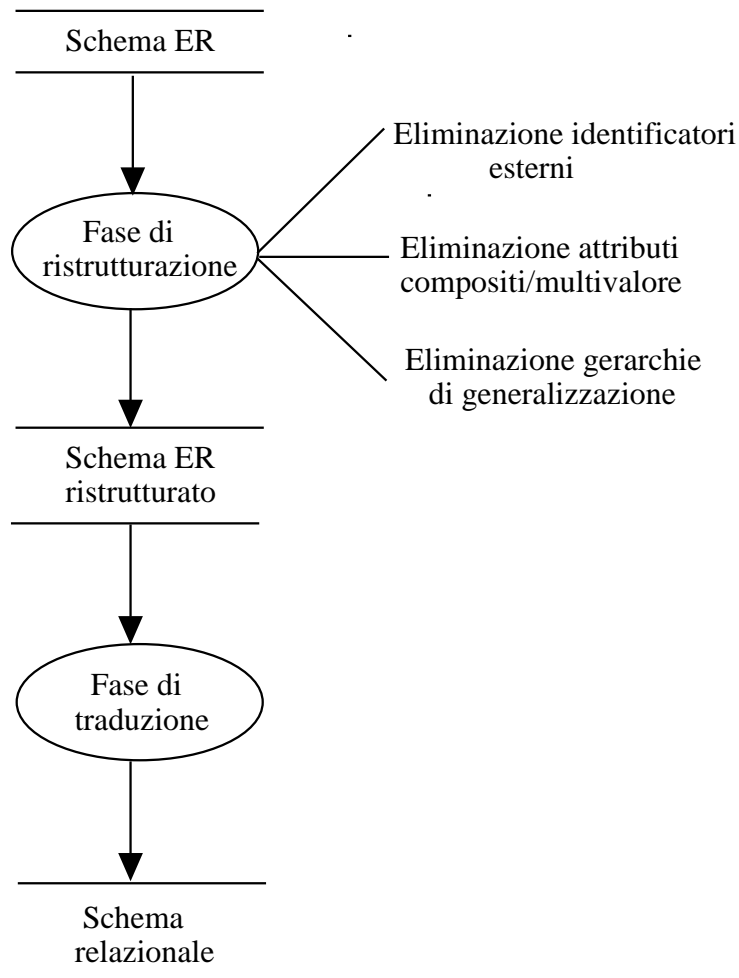 Schema ER
Eliminazione identificatori
esterni
Fase di
ristrutturazione
Eliminazione attributi
compositi/multivalore
Eliminazione gerarchie
di generalizzazione
Schema ER
ristrutturato
Fase di
traduzione
Schema
relazionale